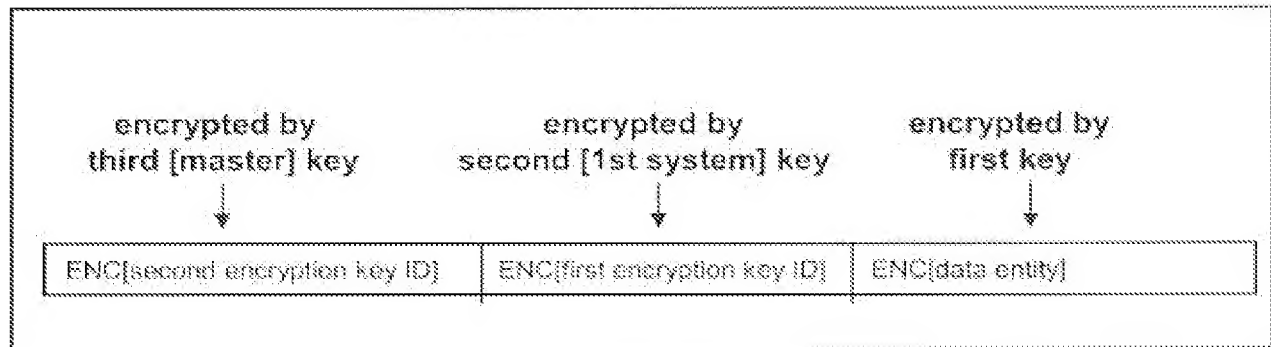 encrypted by
third [master] key
encrypted by
second [1st system] key
encrypted by
first key
ENC[second encryption key ID]
ENC[first encryption key ID]
ENC[data entity]